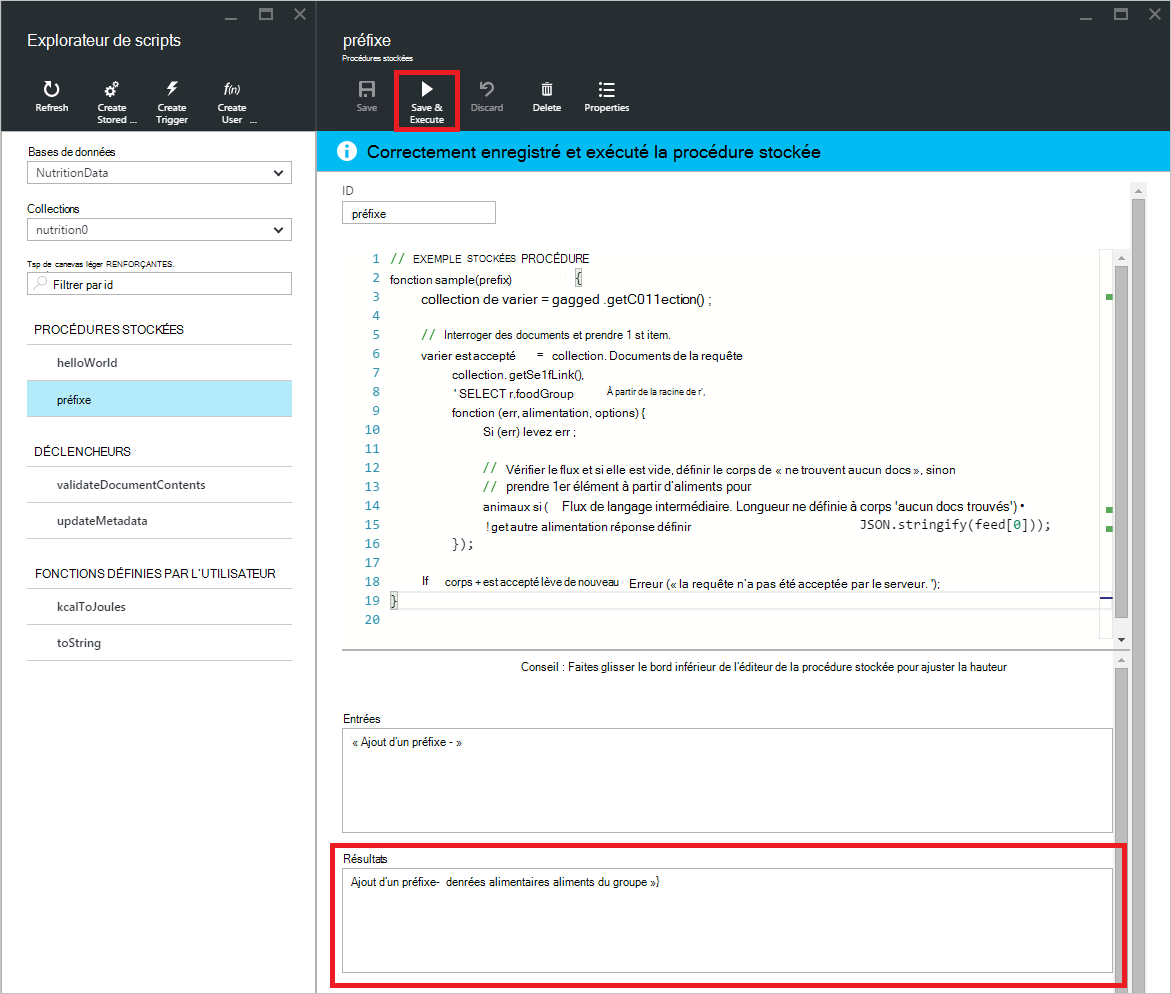 Explorateur de scripts
Refresh
Create
Stored ...
Create
Trigger
f(n)
Create
User ...
Bases de données
NutritionData
Collections
nutrition0
Tsp de canevas léger RENFORÇANTES.
Filtrer par id
PROCÉDURES STOCKÉES
helloWorld
préfixe
DÉCLENCHEURS
validateDocumentContents
updateMetadata
FONCTIONS DÉFINIES PAR L'UTILISATEUR
kcalToJoules
toString
préfixe
Procédures stockées
Save
Save &
Execute
Discard
Delete
Properties
Correctement enregistré et exécuté la procédure stockée
ID
préfixe
1 // EXEMPLE STOCKÉES PROCÉDURE
2 fonction sample(prefix) {
3 collection de varier = gagged .getC011ection() ;
4
5 // Interroger des documents et prendre 1 st item.
6 varier est accepté = collection. Documents de la requête
7 collection. getSe1fLink(),
8 ' SELECT r.foodGroup À partir de la racine de r',
9 fonction (err, alimentation, options) {
10 Si (err) levez err ;
11
12 // Vérifier le flux et si elle est vide, définir le corps de « ne trouvent aucun docs », sinon
13 // prendre 1er élément à partir d'aliments pour
14 animaux si ( Flux de langage intermédiaire. Longueur ne définie à corps 'aucun docs trouvés') •
15 ! get autre alimentation réponse définir JSON.stringify(feed[0]));
16 });
17
18 If corps + est accepté lève de nouveau Erreur (« la requête n'a pas été acceptée par le serveur. ');
19 }
20
Conseil : Faites glisser le bord inférieur de l'éditeur de la procédure stockée pour ajuster la hauteur
Entrées
« Ajout d'un préfixe - »
Résultats
Ajout d'un préfixe- denrées alimentaires aliments du groupe »}